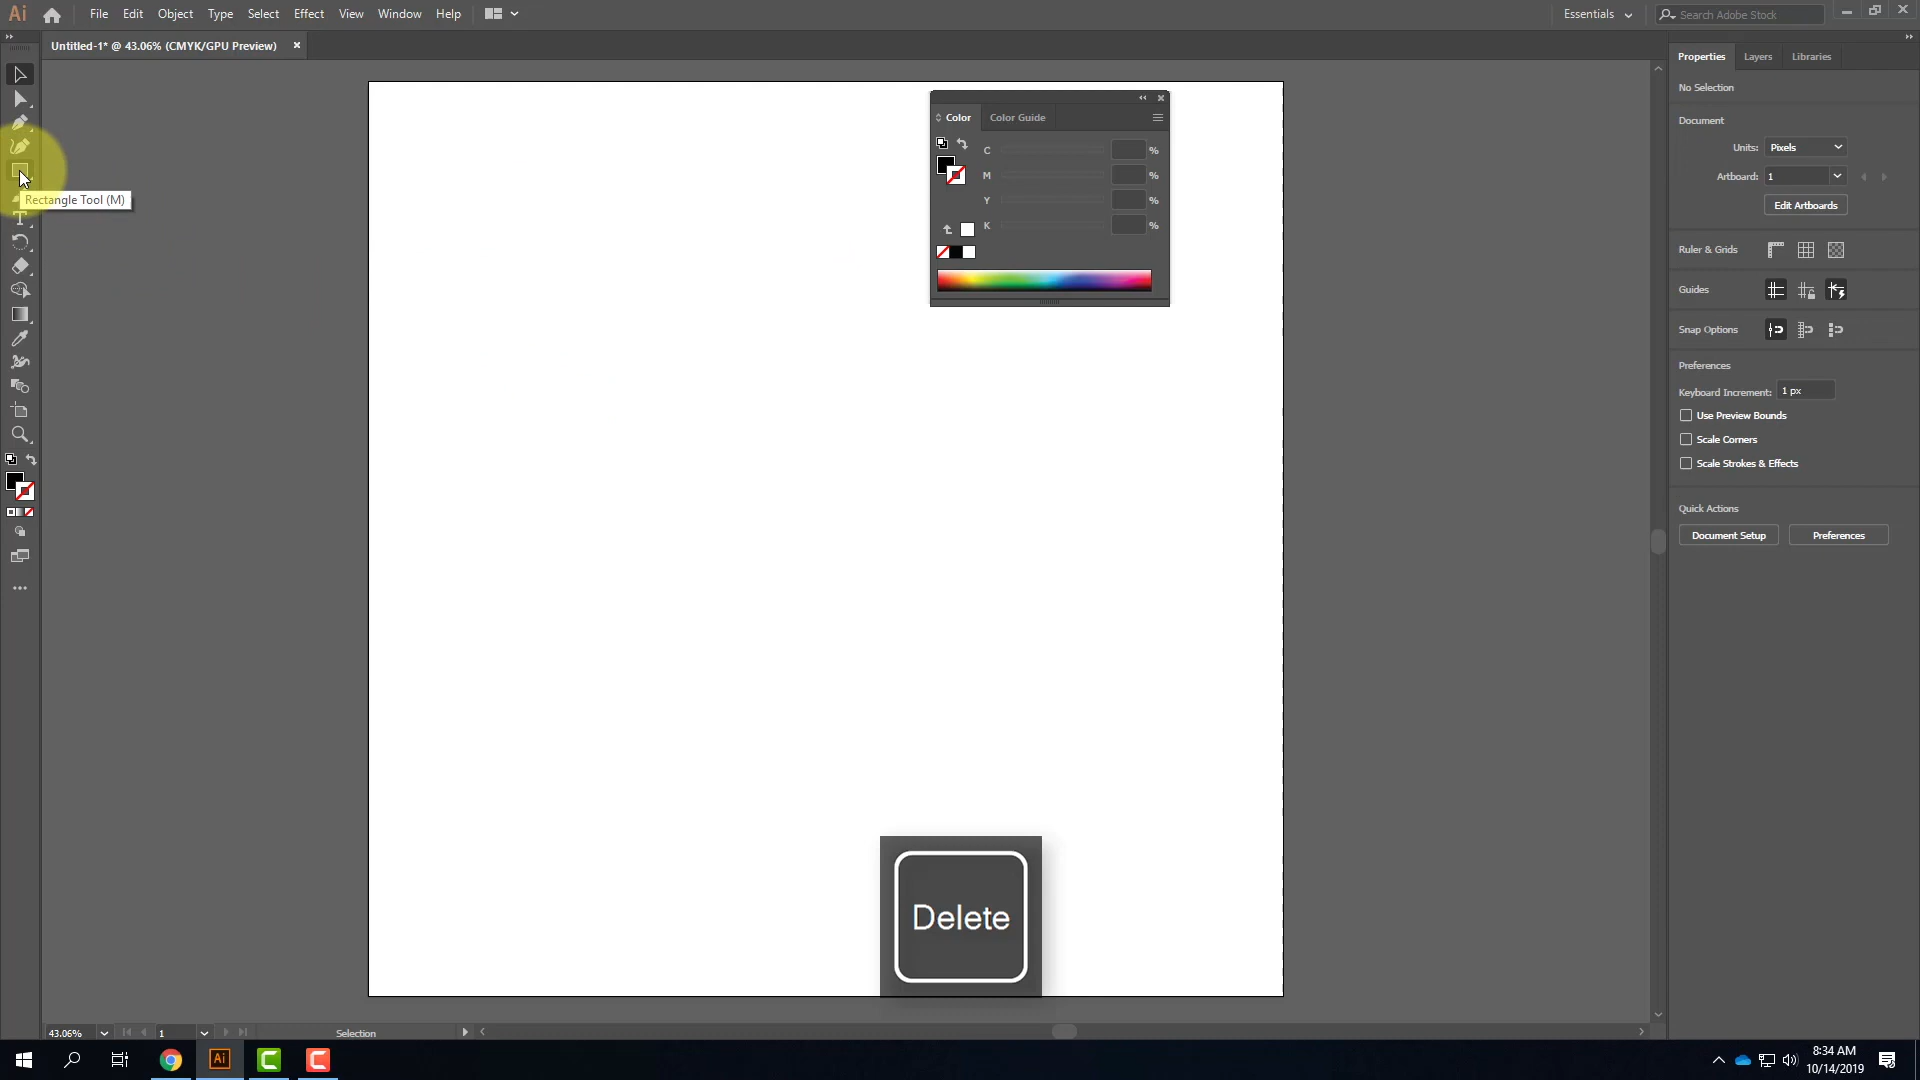 Ai File Edit Object Type Select Effect View Window Help Essentials Search Adobe Stock
Untitled-1* @ 43.06% (CMYK/GPU Preview)
Rectangle Tool (M)
T
Color Color Guide
C %
M %
Y %
K %
Delete
Properties Layers Libraries
No Selection
Document
Units: Pixels
Artboard: 1
Edit Artboards
Ruler & Grids
Guides
Snap Options
Preferences
Keyboard Increment: 1 px
Use Preview Bounds
Scale Corners
Scale Strokes & Effects
Quick Actions
Document Setup Preferences
43.06% 1 Selection
Ai C C
8:34 AM
10/14/2019